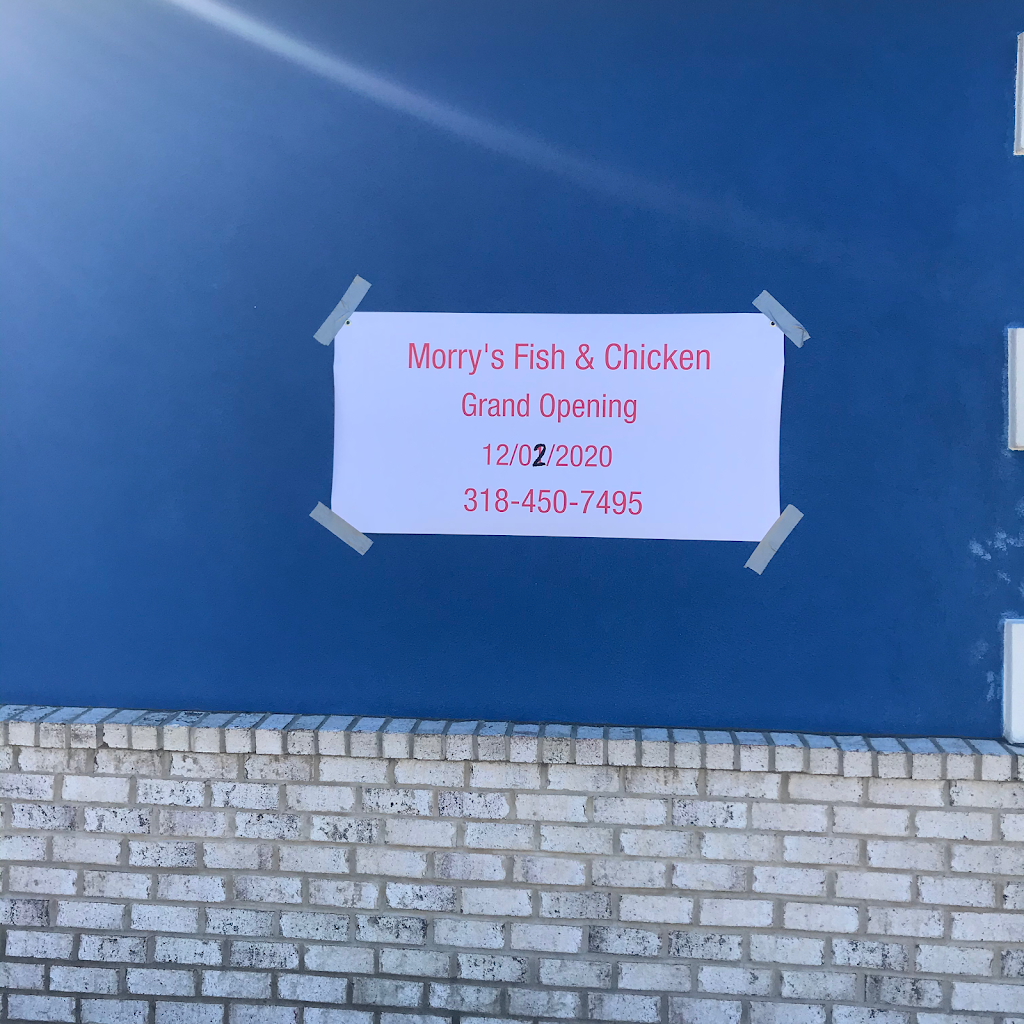 Morry's Fish & Chicken
Grand Opening
12/02/2020
318-450-7495